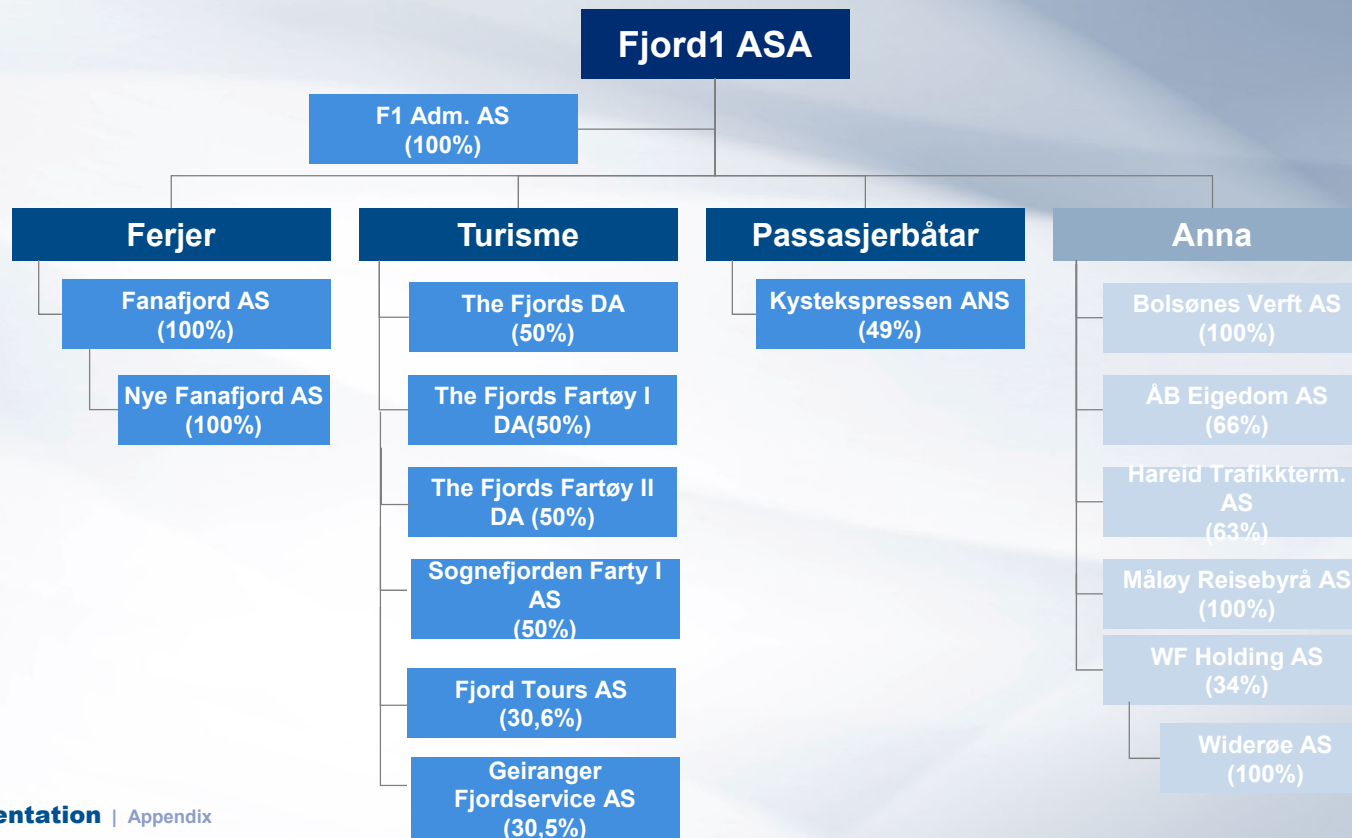 Fjord1 ASA
F1 Adm. AS
(100%)
Ferjer
Fanafjord AS
(100%)
Nye Fanafjord AS
(100%)
Turisme
The Fjords DA
(50%)
The Fjords Fartøy I
DA(50%)
The Fjords Fartøy II
DA (50%)
Sognefjorden Farty I
AS
(50%)
Fjord Tours AS
(30,6%)
Geiranger
Fjordservice AS
(30,5%)
Passasjerbåtar
Kystekspressen ANS
(49%)
Anna
Bolsønes Verft AS
(100%)
ÅB Eigedom AS
(66%)
Hareid Trafikkterm.
AS
(63%)
Måløy Reisebyrå AS
(100%)
WF Holding AS
(34%)
Widerøe AS
(100%)
entation | Appendix